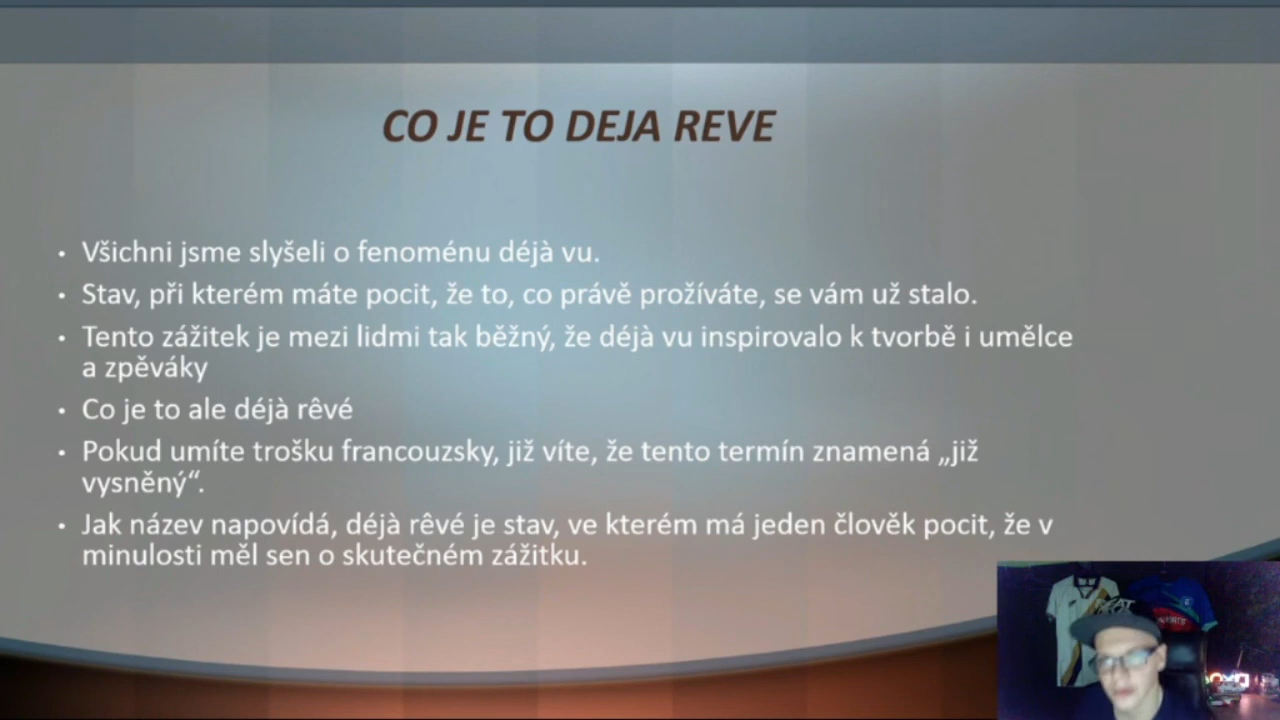 CO JE TO DEJA REVE
• Všichni jsme slyšeli o fenoménu déjà vu.
• Stav, při kterém máte pocit, že to, co právě prožíváte, se vám už stalo.
• Tento zážitek je mezi lidmi tak běžný, že déjà vu inspirovalo k tvorbě i umělce
a zpěváky
• Co je to ale déjà rêvé
• Pokud umíte trošku francouzsky, již víte, že tento termín znamená „již
vysněný“.
• Jak název napovídá, déjà rêvé je stav, ve kterém má jeden člověk pocit, že v
minulosti měl sen o skutečném zážitku.